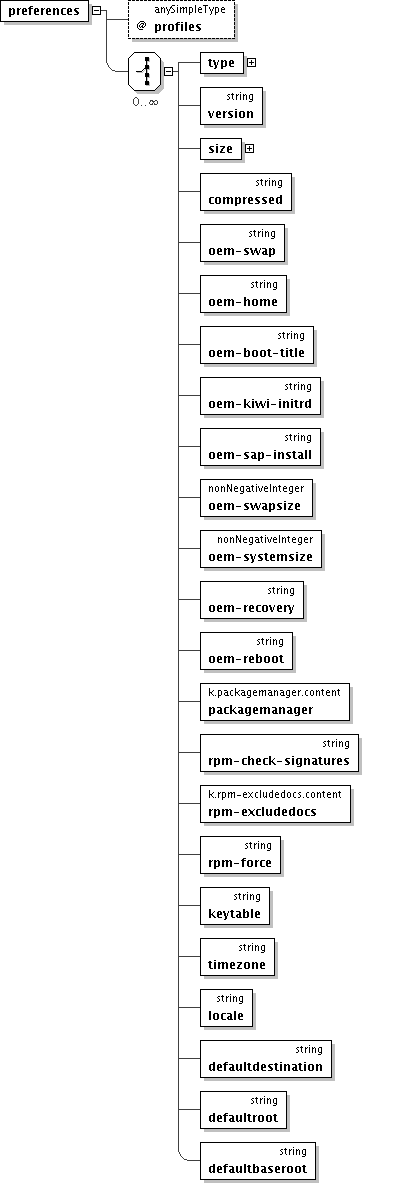 preferences
anySimpleType
@ profiles
0..∞
type
string
version
size
string
compressed
string
oem-swap
string
oem-home
string
oem-boot-title
string
oem-kiwi-initrd
string
oem-sap-install
nonNegativeInteger
oem-swapsize
nonNegativeInteger
oem-systemsize
string
oem-recovery
string
oem-reboot
k.packagemanager.content
packagemanager
string
rpm-check-signatures
k.rpm-excludedocs.content
rpm-excludedocs
string
rpm-force
string
keytable
string
timezone
string
locale
string
defaultdestination
string
defaultroot
string
defaultbaseroot